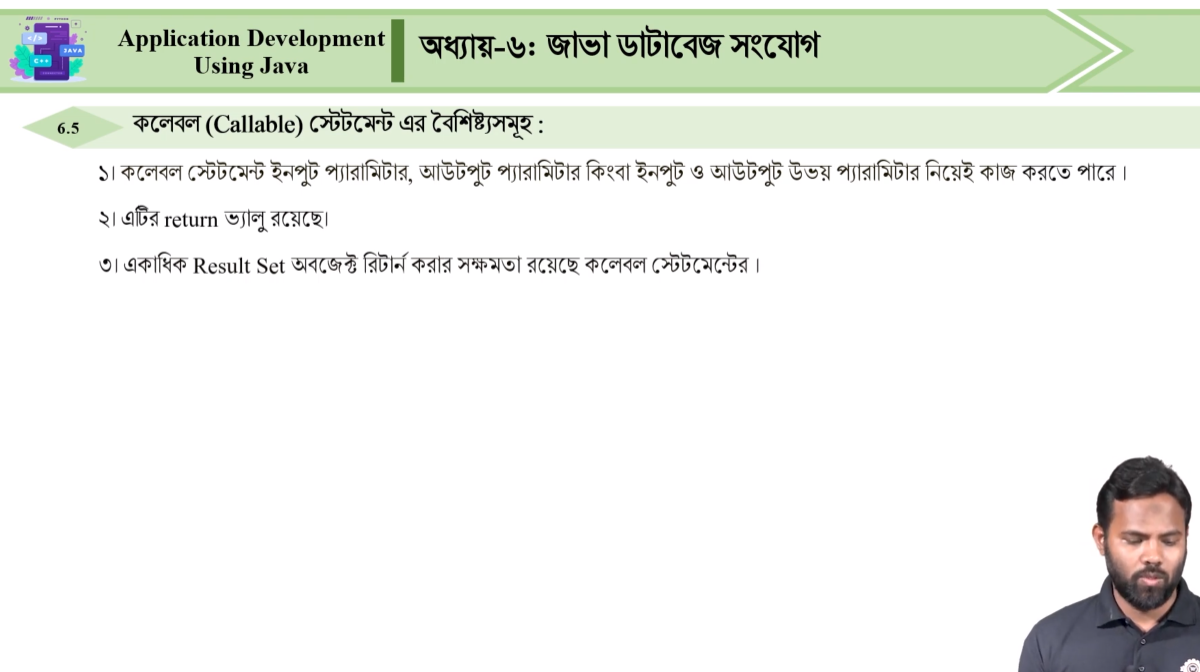 </h>
JAVA
C++
Application Development
Using Java
অধ্যায়-৬: জাভা ডাটাবেজ সংযোগ
6.5
কলেবল (Callable) স্টেটমেন্ট এর বৈশিষ্ট্যসমূহ :
১। কলেবল স্টেটমেন্ট ইনপুট প্যারামিটার, আউটপুট প্যারামিটার কিংবা ইনপুট ও আউটপুট উভয় প্যারামিটার নিয়েই কাজ করতে পারে।
২। এটির return ভ্যালু রয়েছে।
৩। একাধিক Result Set অবজেক্ট রিটার্ন করার সক্ষমতা রয়েছে কলেবল স্টেটমেন্টের।